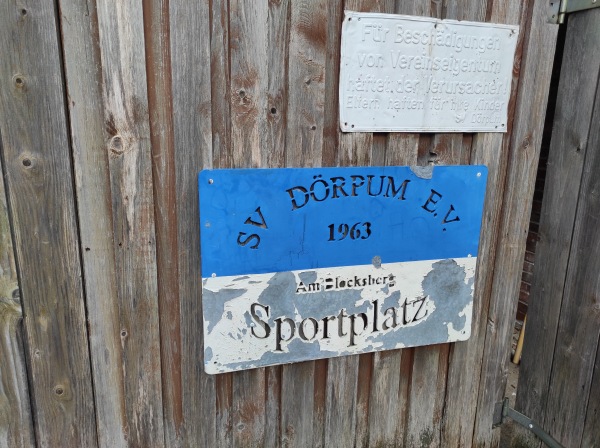 Für Beschädigungen
von Vereinseigentum
haftet der Verursacher
Eltern haften für ihre Kinder
SV DÖRPUM E.V.
1963
Am Blocksberg
Sportplatz